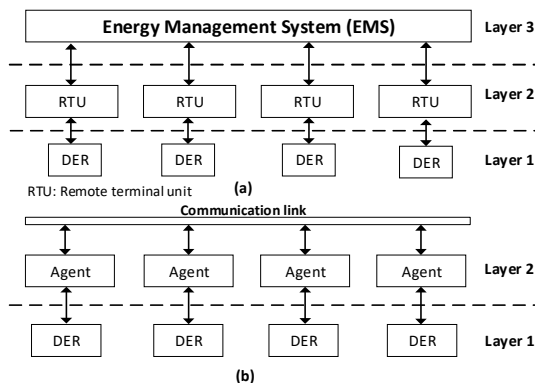 Energy Management System (EMS) Layer 3
RTU RTU RTU RTU Layer 2
DER DER DER DER Layer 1
RTU: Remote terminal unit (a)
Communication link
Agent Agent Agent Agent Layer 2
DER DER DER DER Layer 1
(b)